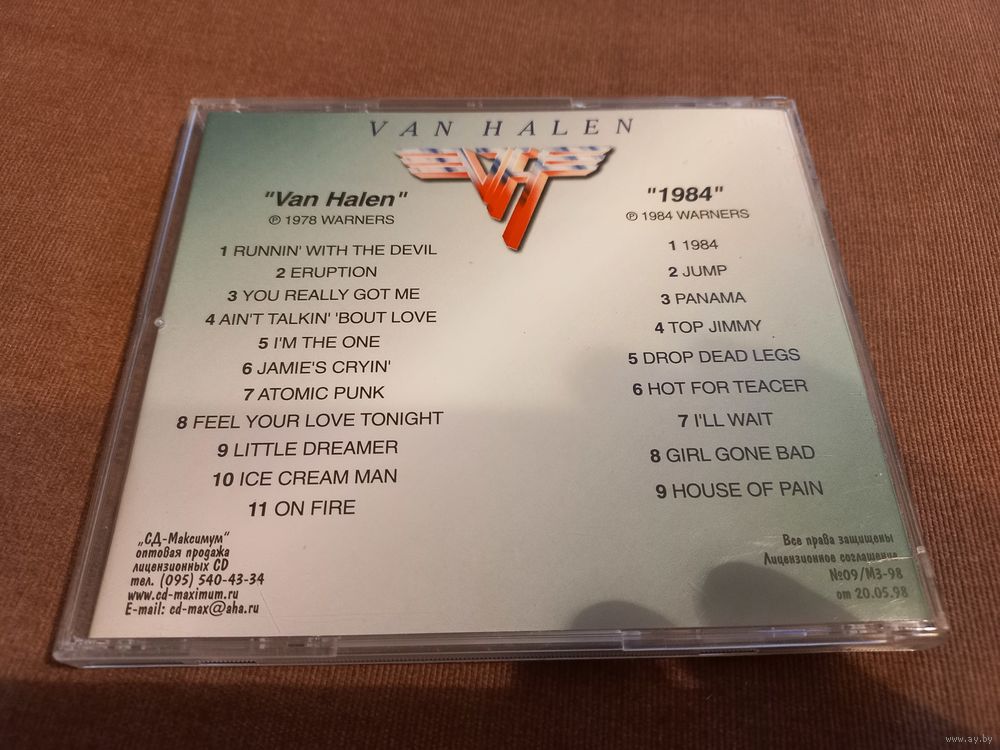 VAN HALEN
"Van Halen"
℗ 1978 WARNERS
1 RUNNIN' WITH THE DEVIL
2 ERUPTION
3 YOU REALLY GOT ME
4 AIN'T TALKIN' 'BOUT LOVE
5 I'M THE ONE
6 JAMIE'S CRYIN'
7 ATOMIC PUNK
8 FEEL YOUR LOVE TONIGHT
9 LITTLE DREAMER
10 ICE CREAM MAN
11 ON FIRE
"1984"
℗ 1984 WARNERS
1 1984
2 JUMP
3 PANAMA
4 TOP JIMMY
5 DROP DEAD LEGS
6 HOT FOR TEACER
7 I'LL WAIT
8 GIRL GONE BAD
9 HOUSE OF PAIN
„СД-Максимум"
оптовая продажа
лицензионных CD
тел. (095) 540-43-34
www.cd-maximum.ru
E-mail: cd-max@aha.ru
Все права защищены
Лицензионное соглашение
№09/МЗ-98
от 20.05.98
www.ay.by